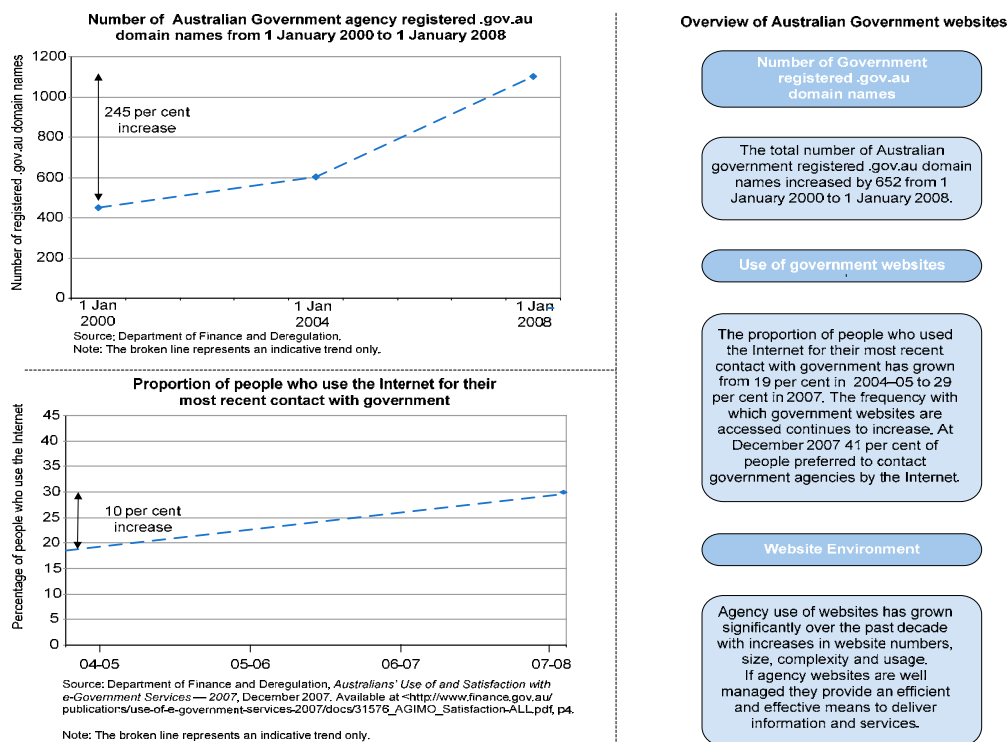 Number of Australian Government agency registered .gov.au
domain names from 1 January 2000 to 1 January 2008
Number of registered .gov.au domain names
1200
1000
800
600
400
200
0
245 per cent
increase
1 Jan
2000
1 Jan
2004
1 Jan
2008
Source: Department of Finance and Deregulation.
Note: The broken line represents an indicative trend only.
Proportion of people who use the Internet for their
most recent contact with government
Percentage of people who use the Internet
45
40
35
30
25
20
15
10
5
0
10 per cent
increase
04-05
05-06
06-07
07-08
Source: Department of Finance and Deregulation, Australians' Use of and Satisfaction with
e-Government Services — 2007, December 2007. Available at <http://www.finance.gov.au/
publications/use-of-e-government-services-2007/docs/31576_AGIMO_Satisfaction-ALL.pdf, p4.
Note: The broken line represents an indicative trend only.
Overview of Australian Government websites
Number of Government
registered .gov.au
domain names
The total number of Australian
government registered .gov.au domain
names increased by 652 from 1
January 2000 to 1 January 2008.
Use of government websites
The proportion of people who used
the Internet for their most recent
contact with government has grown
from 19 per cent in 2004–05 to 29
per cent in 2007. The frequency with
which government websites are
accessed continues to increase. At
December 2007 41 per cent of
people preferred to contact
government agencies by the Internet.
Website Environment
Agency use of websites has grown
significantly over the past decade
with increases in website numbers,
size, complexity and usage.
If agency websites are well
managed they provide an efficient
and effective means to deliver
information and services.